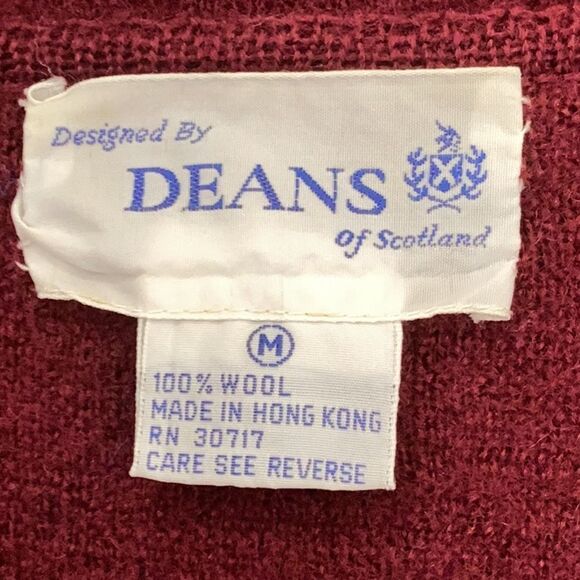 Designed By
DEANS
of Scotland
M
100% WOOL
MADE IN HONG KONG
RN 30717
CARE SEE REVERSE